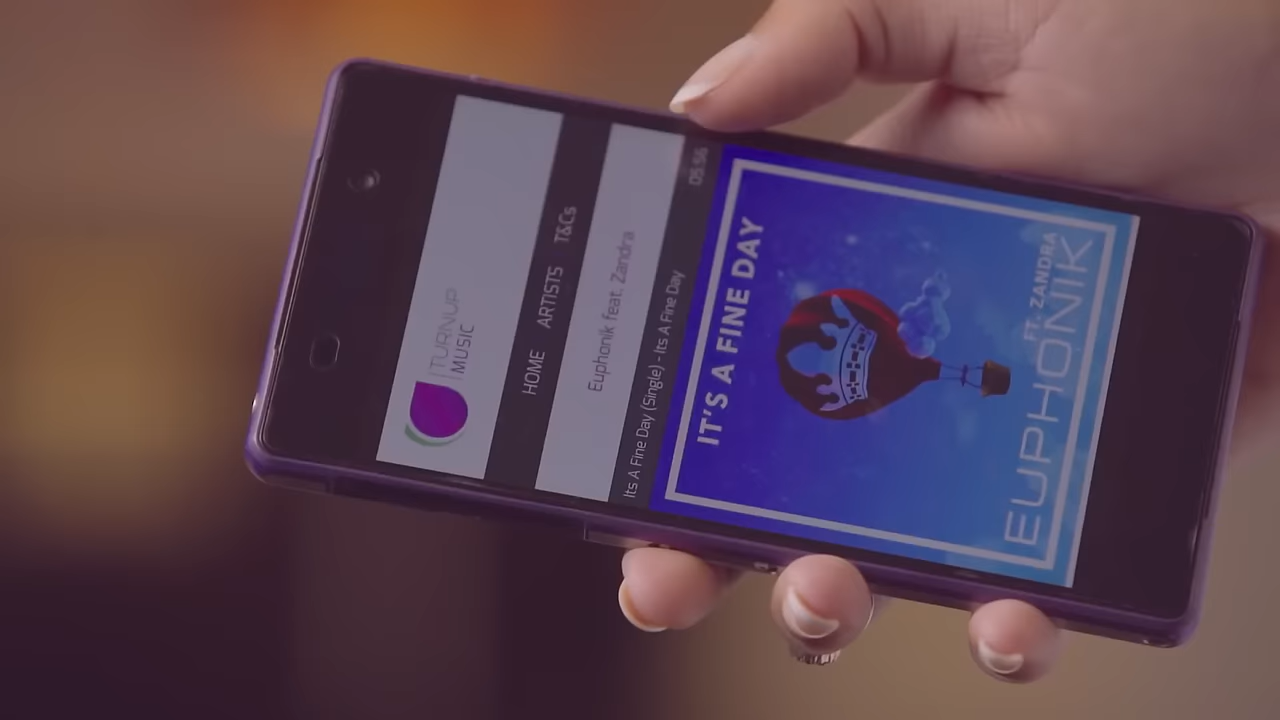 TURNUP
MUSIC
HOME ARTISTS T&Cs
Euphonik feat. Zandra
Its A Fine Day (Single) - Its A Fine Day 05:56
IT'S A FINE DAY
FT. ZANDRA
EUPHONIK